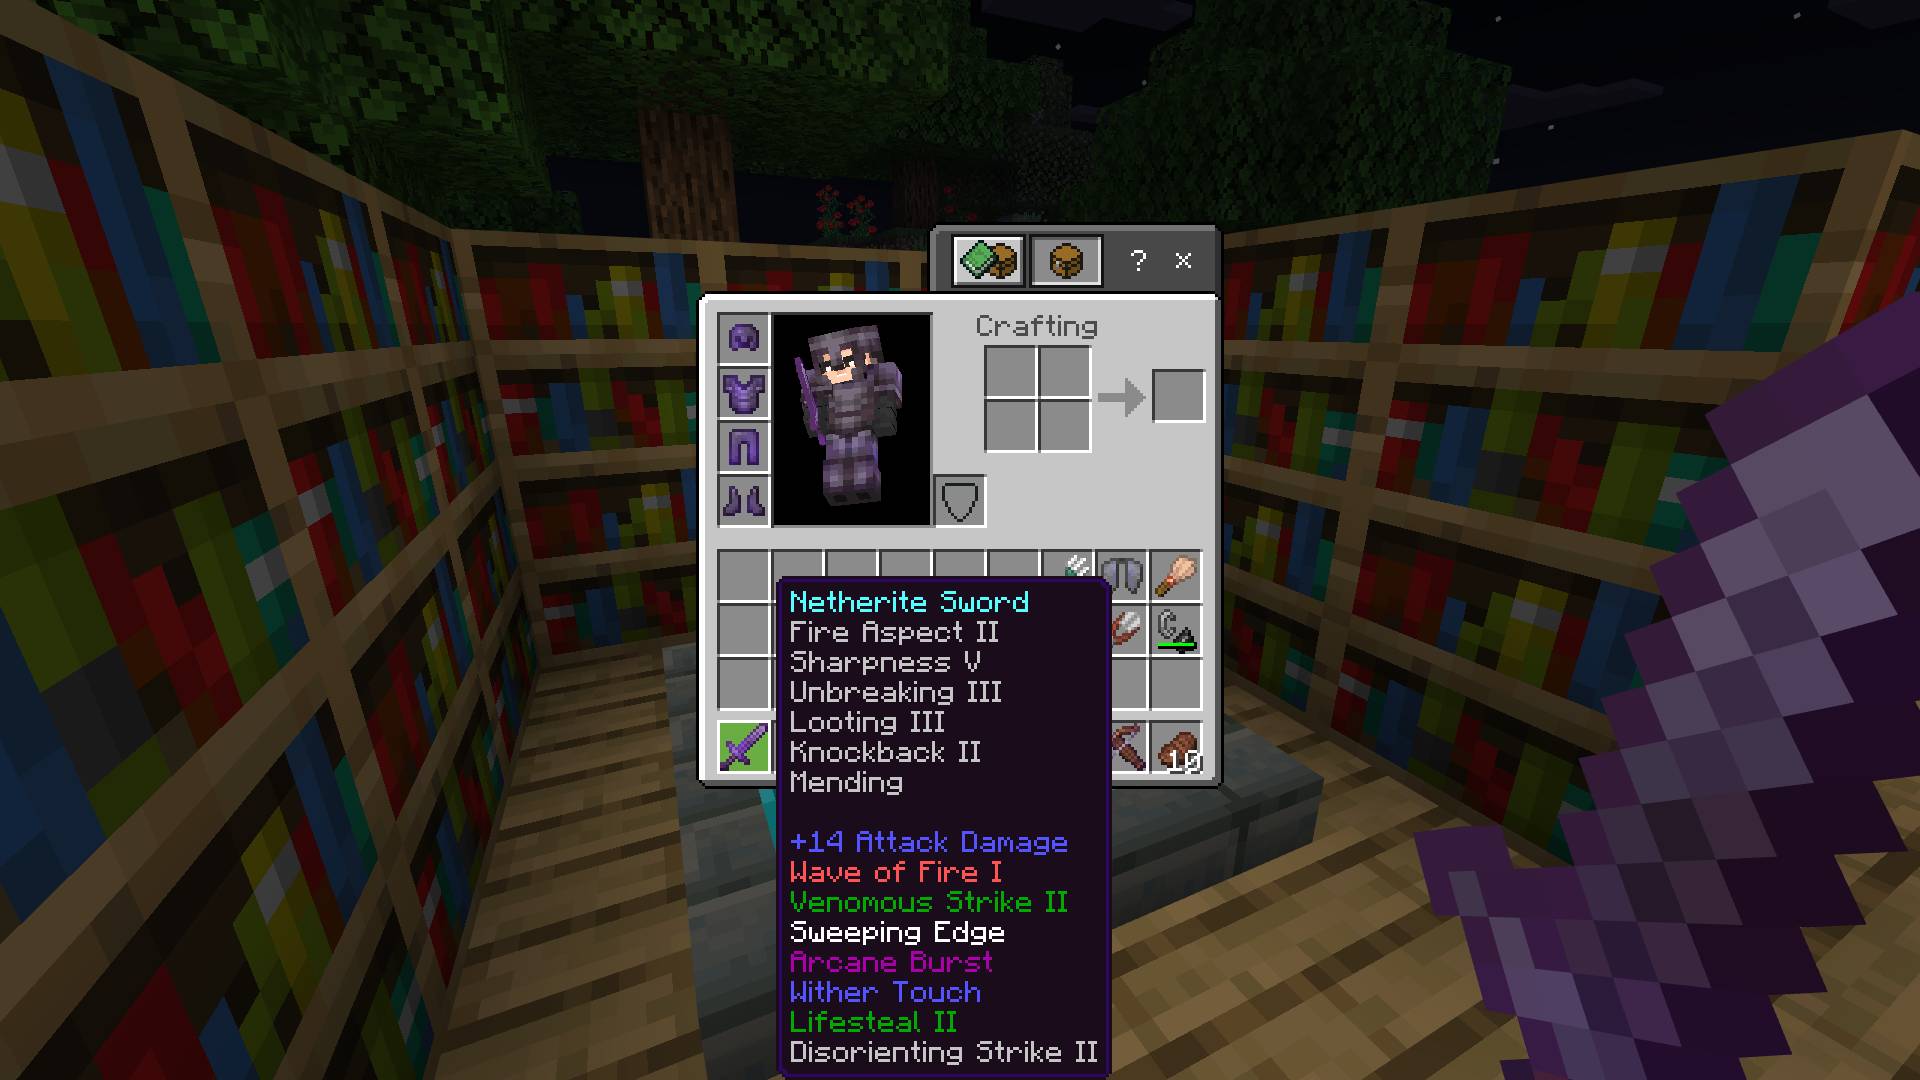 ? ×
Crafting
Netherite Sword
Fire Aspect II
Sharpness V
Unbreaking III
Looting III
Knockback II
Mending
+14 Attack Damage
Wave of Fire I
Venomous Strike II
Sweeping Edge
Arcane Burst
Wither Touch
Lifesteal II
Disorienting Strike II
10